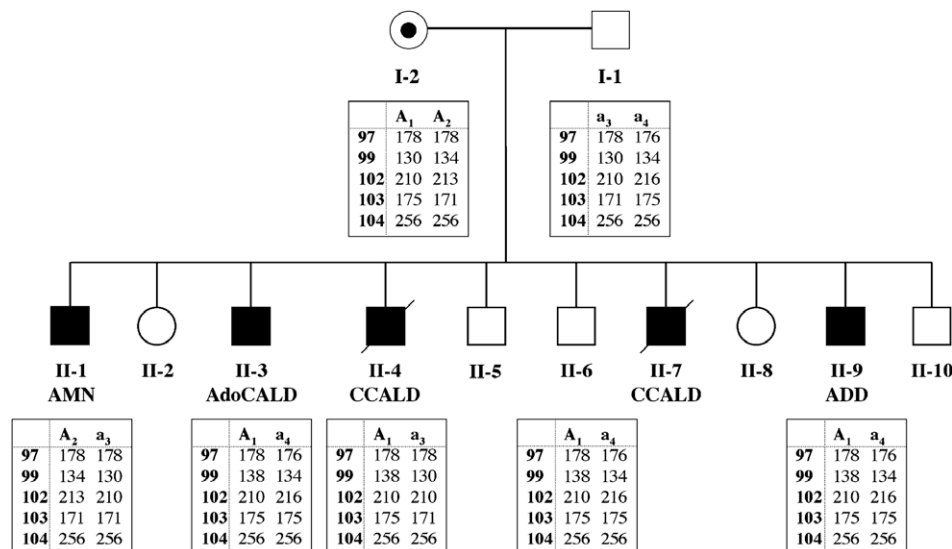 I-2 I-1
A1 A2 a3 a4
97 178 178 97 178 176
99 130 134 99 130 134
102 210 213 102 210 216
103 175 171 103 171 175
104 256 256 104 256 256
II-1 II-2 II-3 II-4 II-5 II-6 II-7 II-8 II-9 II-10
AMN AdoCALD CCALD CCALD ADD
A2 a3 A1 a4 A1 a3 A1 a4 A1 a4
97 178 178 97 178 176 97 178 178 97 178 176 97 178 176
99 134 130 99 138 134 99 138 130 99 138 134 99 138 134
102 213 210 102 210 216 102 210 210 102 210 216 102 210 216
103 171 171 103 175 175 103 175 171 103 175 175 103 175 175
104 256 256 104 256 256 104 256 256 104 256 256 104 256 256